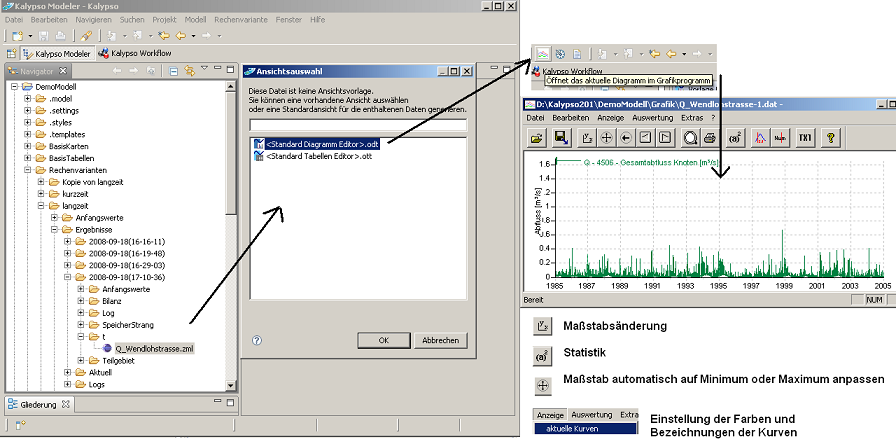 Kalypso Modeler - Kalypso
Datei Bearbeiten Navigieren Suchen Projekt Modell Rechenvariante Fenster Hilfe
Kalypso Modeler Kalypso Workflow
Navigator
DemoModell
.model
.settings
.styles
.templates
BasisKarten
BasisTabellen
Rechenvarianten
Kopie von langzeit
kurzzeit
langzeit
Anfangswerte
Ergebnisse
2008-09-18(16-16-11)
2008-09-18(16-19-48)
2008-09-18(16-29-03)
2008-09-18(17-10-36)
Anfangswerte
Bilanz
Log
SpeicherStrang
t
Q_Wendlohstrasse.zml
Teilgebiet
Aktuell
Logs
Gliederung
Ansichtsauswahl
Diese Datei ist keine Ansichtsvorlage.
Sie können eine vorhandene Ansicht auswählen
oder eine Standardansicht für die enthaltenen Daten generieren.
<Standard Diagramm Editor>.odt
<Standard Tabellen Editor>.ott
OK Abbrechen
Kalypso Workflow
Öffnet das aktuelle Diagramm im Grafikprogramm
D:\Kalypso201\DemoModell\Grafik\Q_Wendlohstrasse-1.dat -
Datei Bearbeiten Anzeige Auswertung Extras ?
Num TXT ?
Q - 4S06 - Gesamtabfluss Knoten [m³/s]
Abfluss [m³/s]
1.6
1.4
1.2
1
0.8
0.6
0.4
0.2
0
1985 1987 1989 1991 1993 1995 1997 1999 2001 2003 2005
Bereit NUM
Maßstabsänderung
Statistik
Maßstab automatisch auf Minimum oder Maximum anpassen
Anzeige Auswertung Extra
aktuelle Kurven
Einstellung der Farben und
Bezeichnungen der Kurven